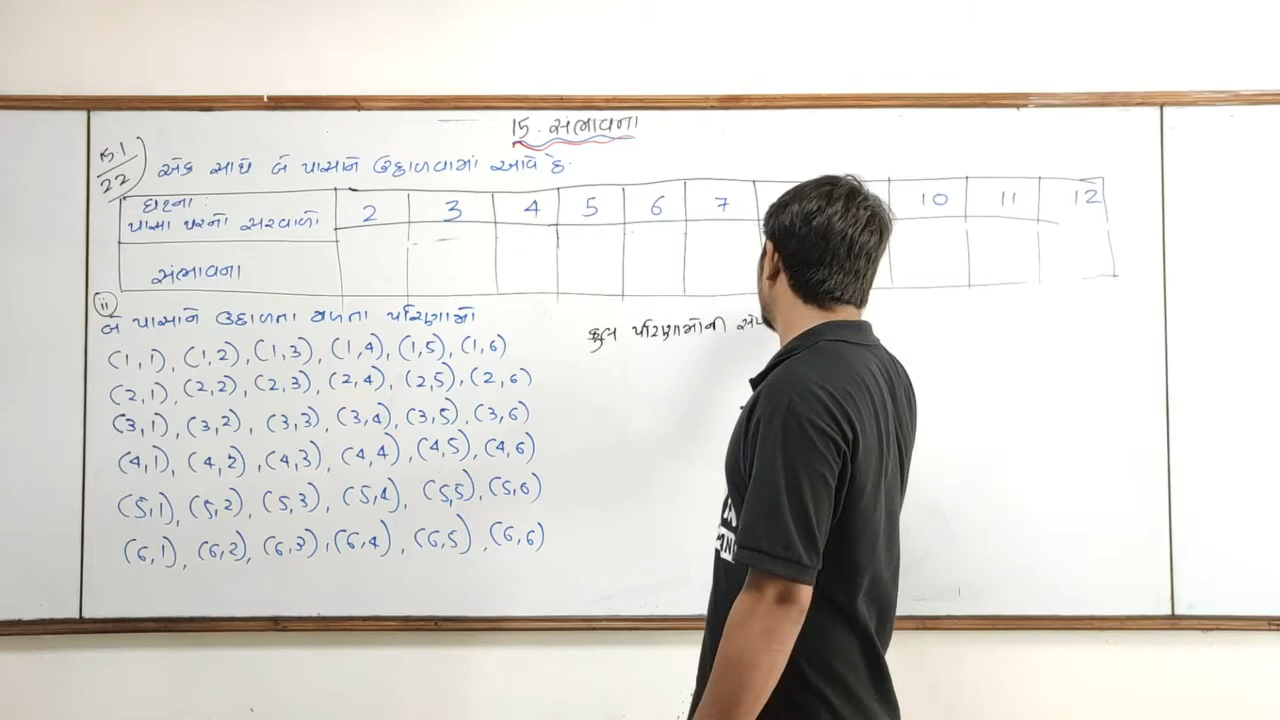 15. સંભાવના
15.1
22
એક સાથે બે પાસાને ઉછાળવામાં આવે છે.
ઘટના :
પાસા પરનો સરવાળો 2 3 4 5 6 7 10 11 12
સંભાવના
ii
બે પાસાને ઉછાળતા મળતા પરિણામો
કુલ પરિણામોની
(1,1), (1,2), (1,3), (1,4), (1,5), (1,6)
(2,1), (2,2), (2,3), (2,4), (2,5), (2,6)
(3,1), (3,2), (3,3), (3,4), (3,5), (3,6)
(4,1), (4,2), (4,3), (4,4), (4,5), (4,6)
(5,1), (5,2), (5,3), (5,4), (5,5), (5,6)
(6,1), (6,2), (6,3), (6,4), (6,5), (6,6)